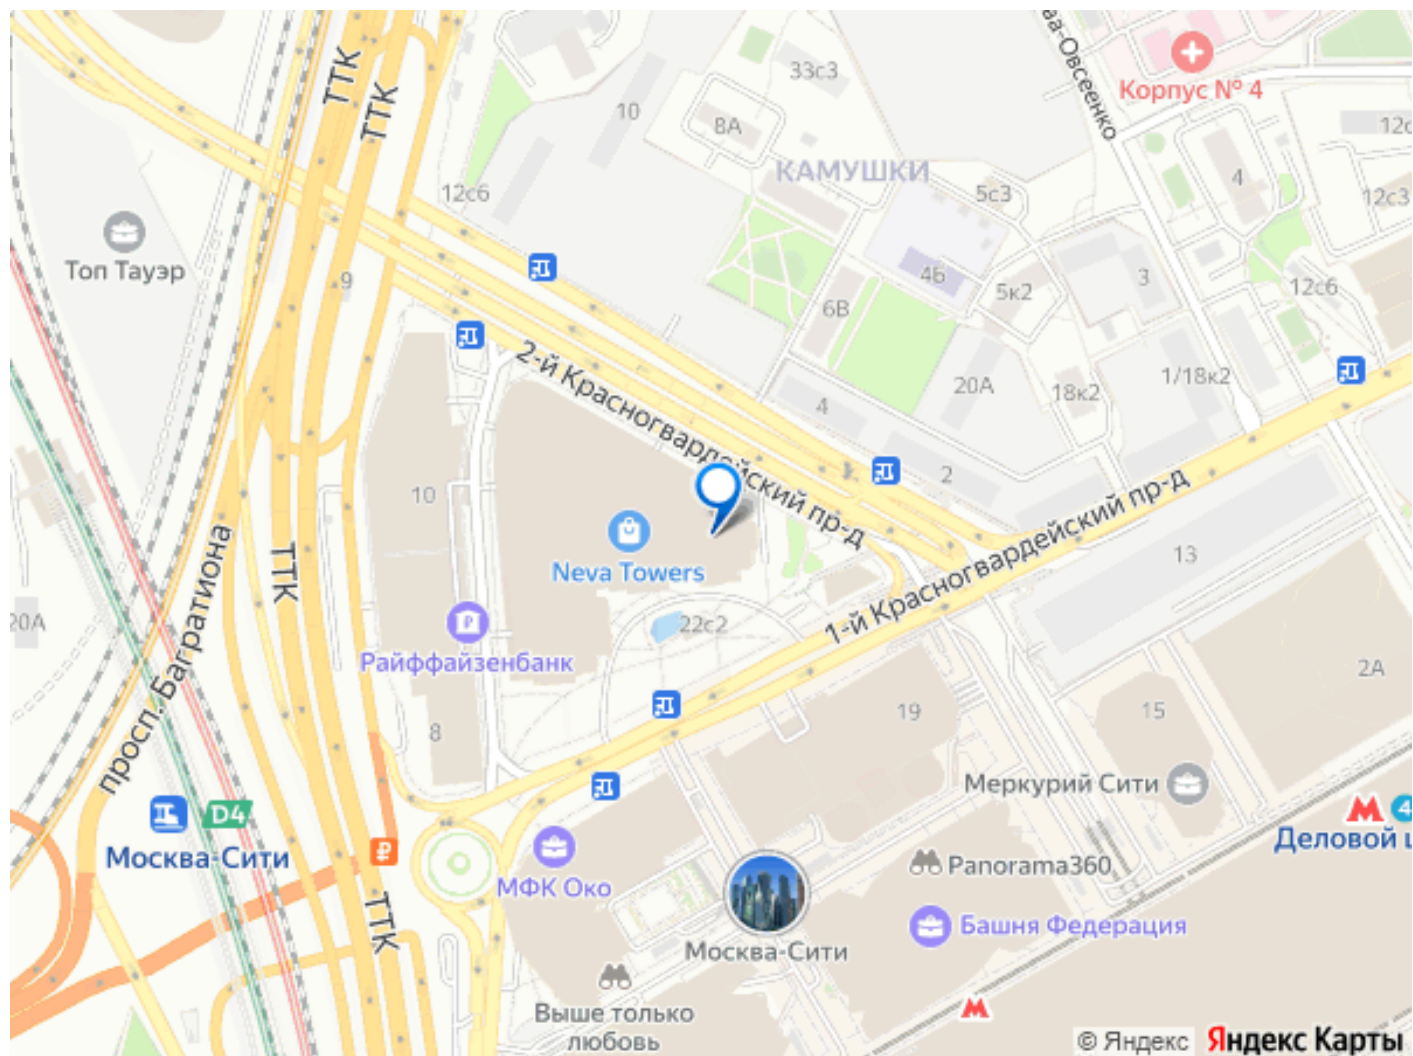 ТТК
ТТК
33с3
10
8А
КАМУШКИ
5с3
12с6
Корпус № 4
4
12с3
Топ Тауэр
9
4Б
5к2
3
12с6
6В
2-й Красногвардейский пр-д
4
20А
18к2
1/18к2
2
10
Neva Towers
1-й Красногвардейский пр-д
13
ТТК
просп. Багратиона
20А
22с2
Райффайзенбанк
2А
8
19
15
Меркурий Сити
D4
Москва-Сити
₽
МФК Око
Panorama360
4
Деловой ц
Башня Федерация
Москва-Сити
ТТК
Выше только
любовь
© Яндекс Яндекс Карты